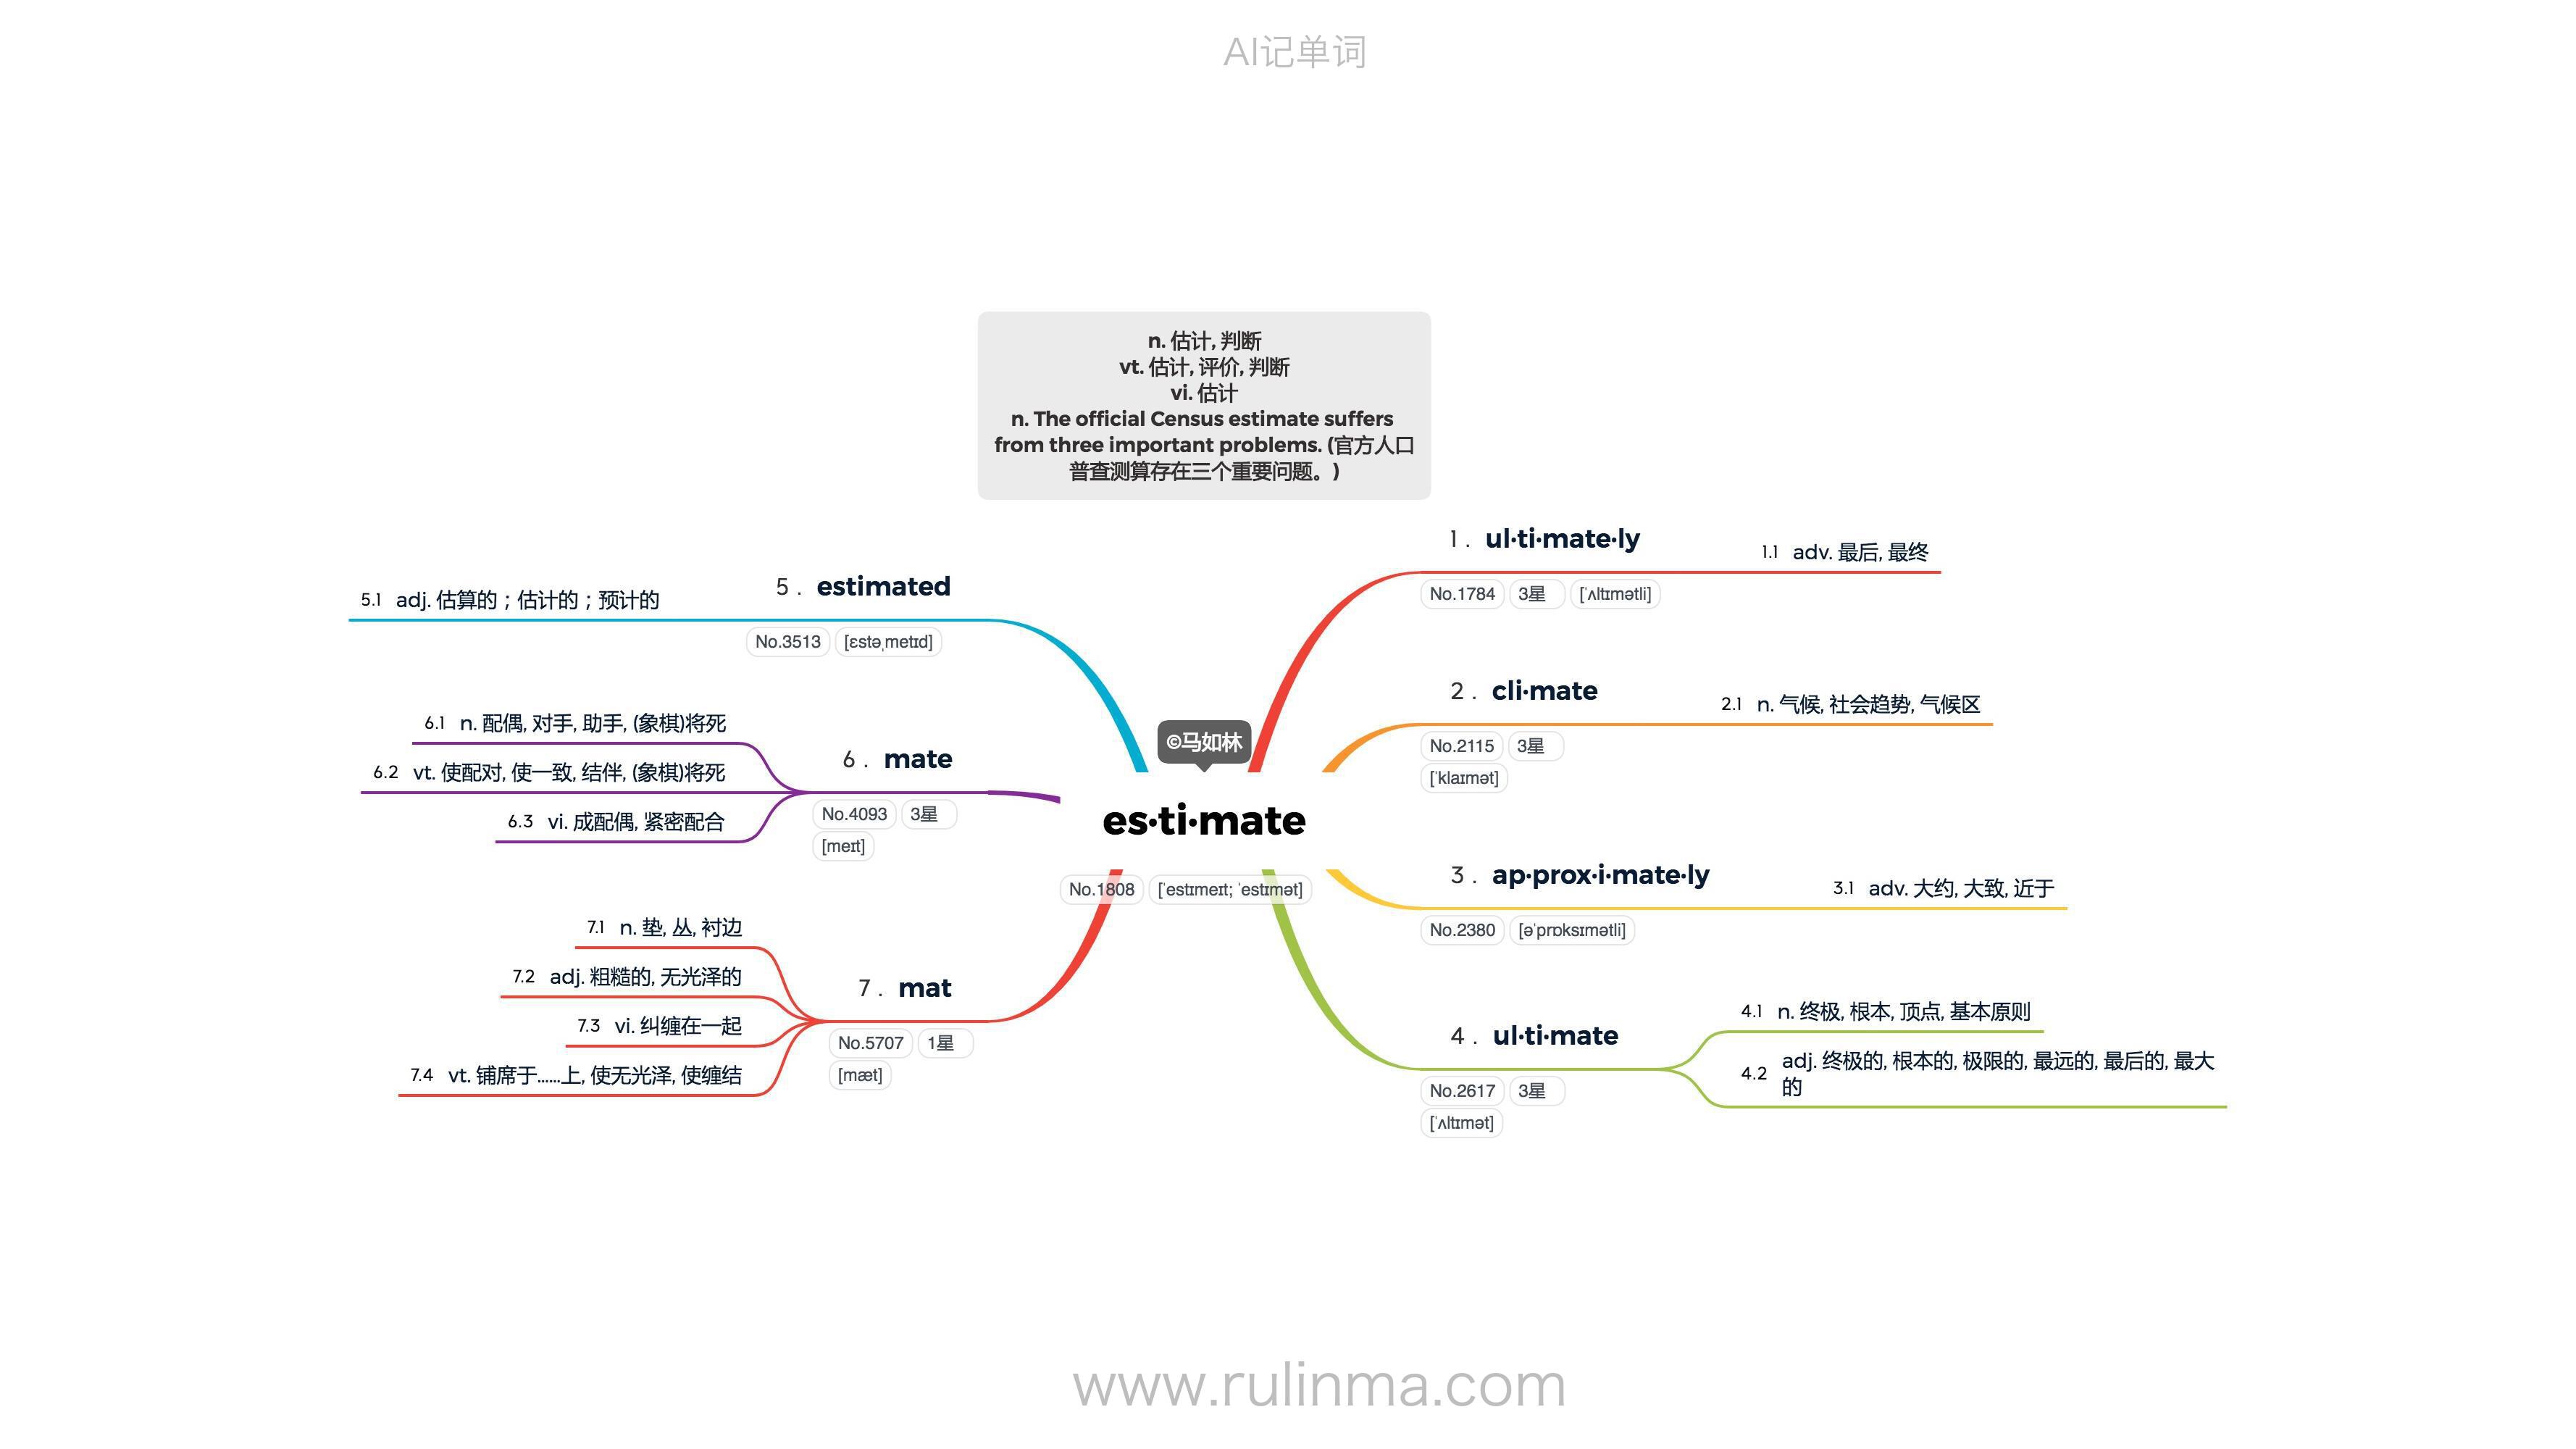 AI记单词
n. 估计, 判断
vt. 估计, 评价, 判断
vi. 估计
n. The official Census estimate suffers
from three important problems. (官方人口
普查测算存在三个重要问题。)
©马如林
es·ti·mate
No.1808 [ˈestɪmeɪt; ˈestɪmət]
1 . ul·ti·mate·ly
No.1784 3星 [ˈʌltɪmətli]
1.1 adv. 最后, 最终
2 . cli·mate
No.2115 3星
[ˈklaɪmət]
2.1 n. 气候, 社会趋势, 气候区
3 . ap·prox·i·mate·ly
No.2380 [əˈprɒksɪmətli]
3.1 adv. 大约, 大致, 近于
4 . ul·ti·mate
No.2617 3星
[ˈʌltɪmət]
4.1 n. 终极, 根本, 顶点, 基本原则
4.2 adj. 终极的, 根本的, 极限的, 最远的, 最后的, 最大
的
5 . estimated
No.3513 [ɛstəˌmetɪd]
5.1 adj. 估算的；估计的；预计的
6 . mate
No.4093 3星
[meɪt]
6.1 n. 配偶, 对手, 助手, (象棋)将死
6.2 vt. 使配对, 使一致, 结伴, (象棋)将死
6.3 vi. 成配偶, 紧密配合
7 . mat
No.5707 1星
[mæt]
7.1 n. 垫, 丛, 衬边
7.2 adj. 粗糙的, 无光泽的
7.3 vi. 纠缠在一起
7.4 vt. 铺席于……上, 使无光泽, 使缠结
www.rulinma.com